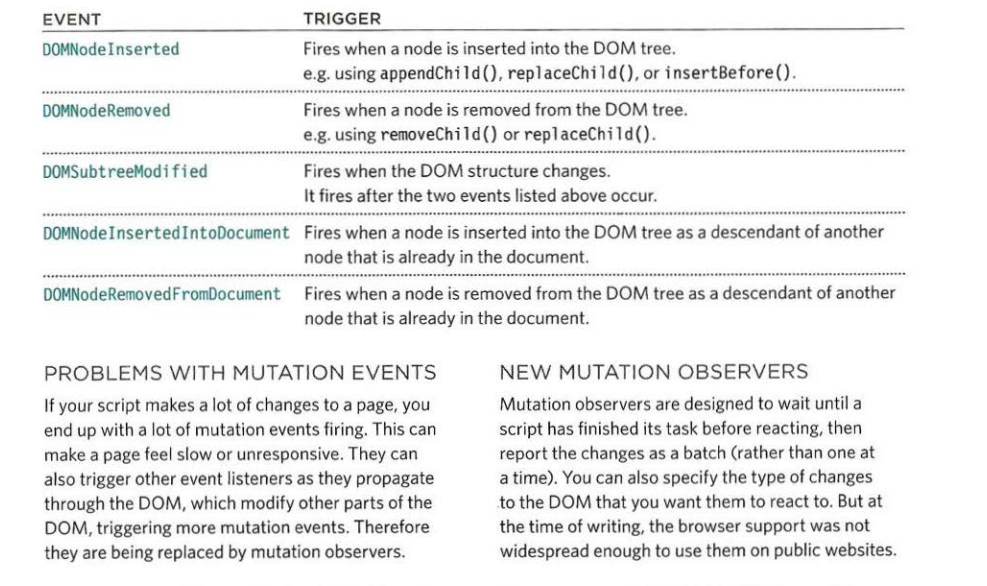 EVENT TRIGGER
DOMNodeInserted Fires when a node is inserted into the DOM tree.
e.g. using appendChild(), replaceChild(), or insertBefore().
DOMNodeRemoved Fires when a node is removed from the DOM tree.
e.g. using removeChild() or replaceChild().
DOMSubtreeModified Fires when the DOM structure changes.
It fires after the two events listed above occur.
DOMNodeInsertedIntoDocument Fires when a node is inserted into the DOM tree as a descendant of another
node that is already in the document.
DOMNodeRemovedFromDocument Fires when a node is removed from the DOM tree as a descendant of another
node that is already in the document.
PROBLEMS WITH MUTATION EVENTS
If your script makes a lot of changes to a page, you
end up with a lot of mutation events firing. This can
make a page feel slow or unresponsive. They can
also trigger other event listeners as they propagate
through the DOM, which modify other parts of the
DOM, triggering more mutation events. Therefore
they are being replaced by mutation observers.
NEW MUTATION OBSERVERS
Mutation observers are designed to wait until a
script has finished its task before reacting, then
report the changes as a batch (rather than one at
a time). You can also specify the type of changes
to the DOM that you want them to react to. But at
the time of writing, the browser support was not
widespread enough to use them on public websites.